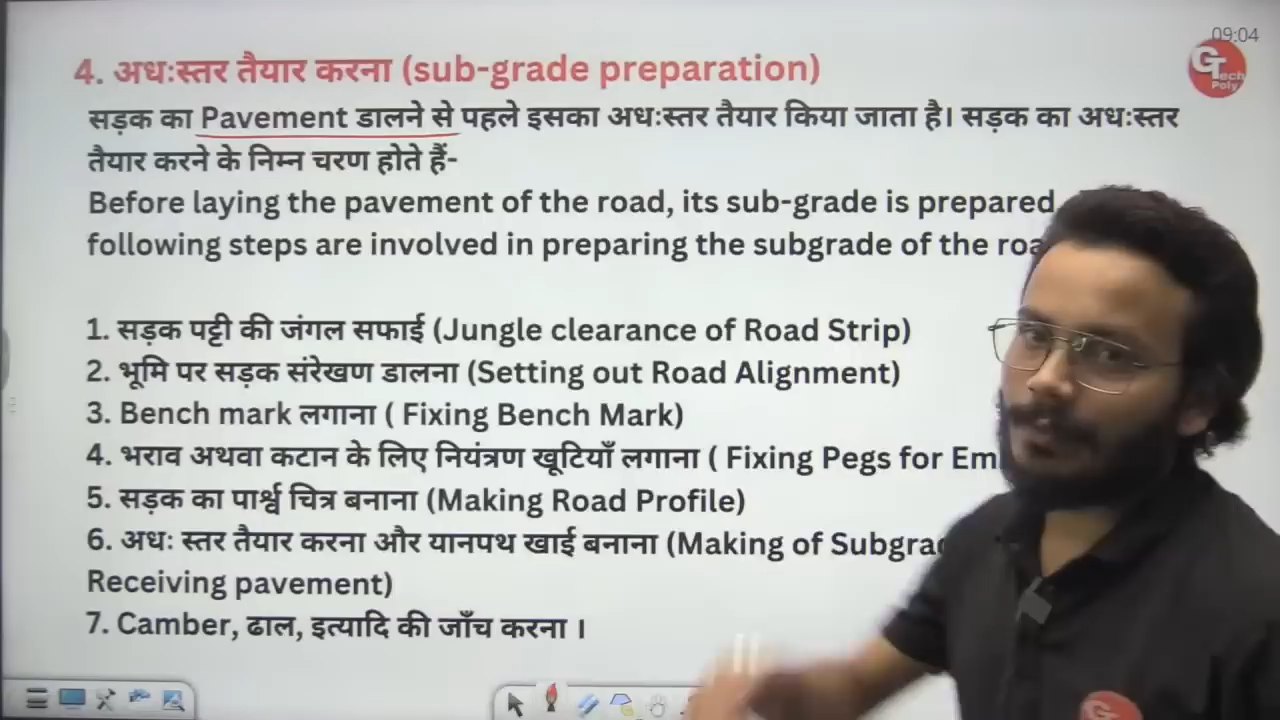 09:04
GTech Poly
4. अधःस्तर तैयार करना (sub-grade preparation)
सड़क का Pavement डालने से पहले इसका अधःस्तर तैयार किया जाता है। सड़क का अधःस्तर
तैयार करने के निम्न चरण होते हैं-
Before laying the pavement of the road, its sub-grade is prepared
following steps are involved in preparing the subgrade of the
1. सड़क पट्टी की जंगल सफाई (Jungle clearance of Road Strip)
2. भूमि पर सड़क संरेखण डालना (Setting out Road Alignment)
3. Bench mark लगाना ( Fixing Bench Mark)
4. भराव अथवा कटान के लिए नियंत्रण खूटियाँ लगाना ( Fixing Pegs for
5. सड़क का पार्श्व चित्र बनाना (Making Road Profile)
6. अधः स्तर तैयार करना और यानपथ खाई बनाना (Making of
Receiving pavement)
7. Camber, ढाल, इत्यादि की जाँच करना ।